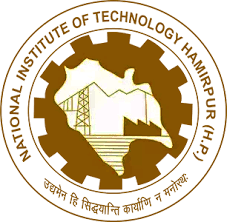 NATIONAL INSTITUTE OF TECHNOLOGY HAMIRPUR (H.P.)
उद्यमेन हि सिद्ध्यन्ति कार्याणि न मनोरथैः